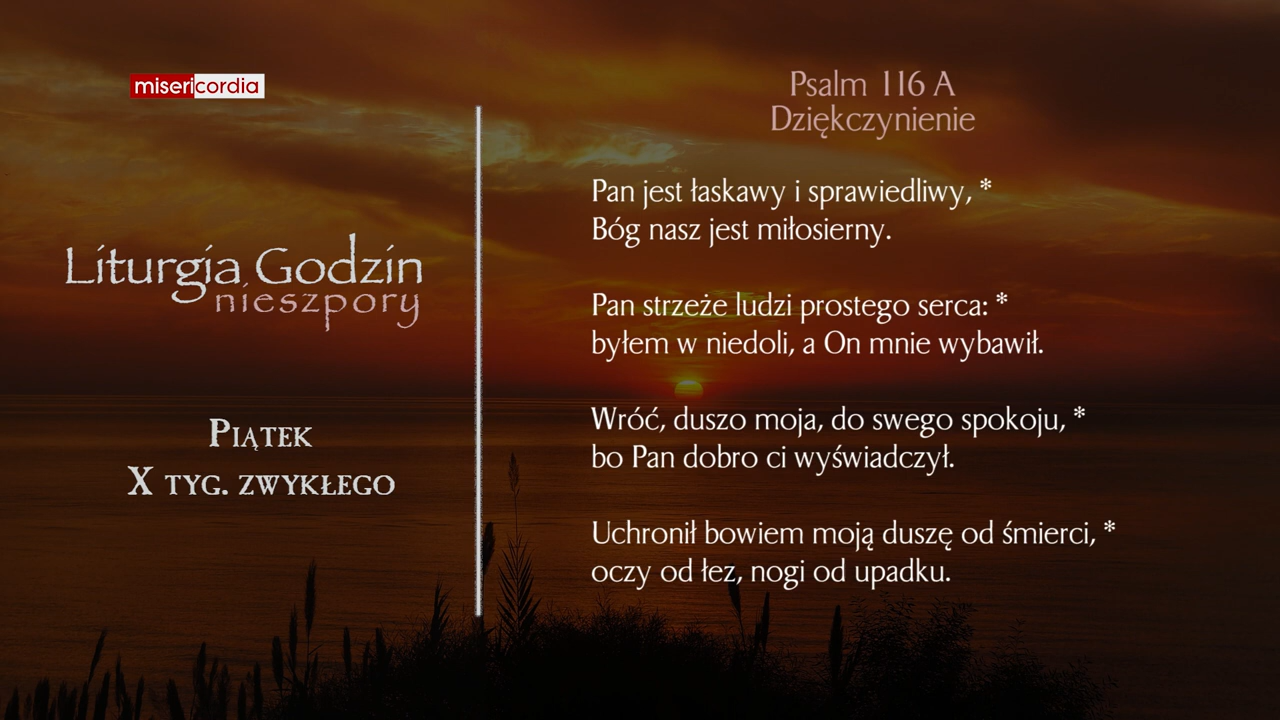 misericordia
Liturgia Godzin
nieszpory
Piątek
X tyg. zwykłego
Psalm 116 A
Dziękczynienie
Pan jest łaskawy i sprawiedliwy, *
Bóg nasz jest miłosierny.
Pan strzeże ludzi prostego serca: *
byłem w niedoli, a On mnie wybawił.
Wróć, duszo moja, do swego spokoju, *
bo Pan dobro ci wyświadczył.
Uchronił bowiem moją duszę od śmierci, *
oczy od łez, nogi od upadku.